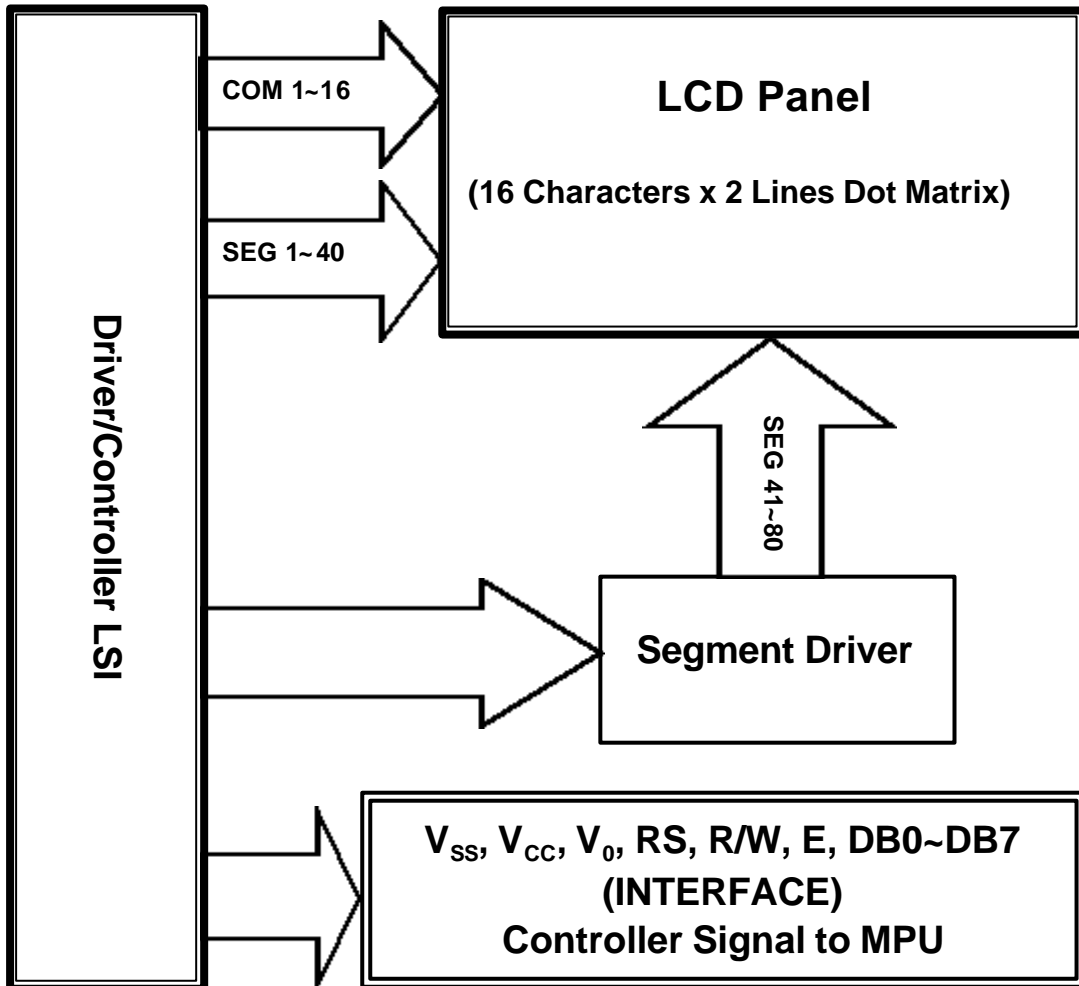 COM 1~16
LCD Panel
(16 Characters x 2 Lines Dot Matrix)
SEG 1~40
Driver/Controller LSI
SEG 41~80
Segment Driver
VSS, VCC, V0, RS, R/W, E, DB0~DB7
(INTERFACE)
Controller Signal to MPU